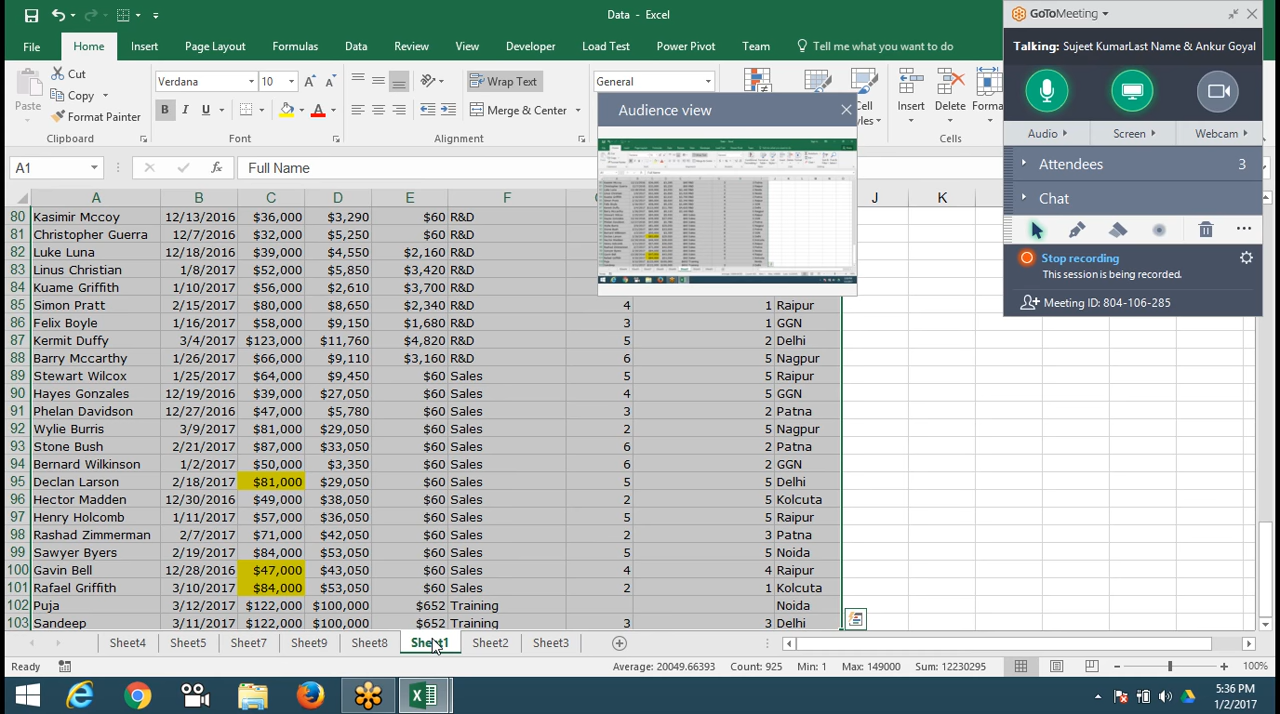 Data - Excel
File Home Insert Page Layout Formulas Data Review View Developer Load Test Power Pivot Team Tell me what you want to do
Cut
Copy
Format Painter
Paste
Clipboard
Verdana 10
B I U
Font
Wrap Text
Merge & Center
Alignment
General
Insert Delete
Cells
A1 fx Full Name
Audience view
GoToMeeting
Talking: Sujeet KumarLast Name & Ankur Goyal
Audio Screen Webcam
Attendees 3
Chat
Stop recording
This session is being recorded.
Meeting ID: 804-106-285
A B C D E F J K
80 Kasimir Mccoy 12/13/2016 $36,000 $3,290 $60 R&D
81 Christopher Guerra 12/7/2016 $32,000 $5,250 $60 R&D
82 Luke Luna 12/18/2016 $39,000 $4,550 $2,160 R&D
83 Linus Christian 1/8/2017 $52,000 $5,850 $3,420 R&D
84 Kuame Griffith 1/10/2017 $56,000 $2,610 $3,700 R&D
85 Simon Pratt 2/15/2017 $80,000 $8,650 $2,340 R&D 4 1 Raipur
86 Felix Boyle 1/16/2017 $58,000 $9,150 $1,680 R&D 3 1 GGN
87 Kermit Duffy 3/4/2017 $123,000 $11,760 $4,820 R&D 5 2 Delhi
88 Barry Mccarthy 1/26/2017 $66,000 $9,110 $3,160 R&D 6 5 Nagpur
89 Stewart Wilcox 1/25/2017 $64,000 $9,450 $60 Sales 5 5 Raipur
90 Hayes Gonzales 12/19/2016 $39,000 $27,050 $60 Sales 4 5 GGN
91 Phelan Davidson 12/27/2016 $47,000 $5,780 $60 Sales 3 2 Patna
92 Wylie Burris 3/9/2017 $81,000 $29,050 $60 Sales 2 5 Nagpur
93 Stone Bush 2/21/2017 $87,000 $33,050 $60 Sales 6 2 Patna
94 Bernard Wilkinson 1/2/2017 $50,000 $3,350 $60 Sales 6 2 GGN
95 Declan Larson 2/18/2017 $81,000 $29,050 $60 Sales 5 5 Delhi
96 Hector Madden 12/30/2016 $49,000 $38,050 $60 Sales 2 5 Kolcuta
97 Henry Holcomb 1/11/2017 $57,000 $36,050 $60 Sales 5 5 Raipur
98 Rashad Zimmerman 2/7/2017 $71,000 $42,050 $60 Sales 2 3 Patna
99 Sawyer Byers 2/19/2017 $84,000 $53,050 $60 Sales 5 5 Noida
100 Gavin Bell 12/28/2016 $47,000 $43,050 $60 Sales 4 4 Raipur
101 Rafael Griffith 3/10/2017 $84,000 $53,050 $60 Sales 2 1 Kolcuta
102 Puja 3/12/2017 $122,000 $100,000 $652 Training Noida
103 Sandeep 3/11/2017 $122,000 $100,000 $652 Training 3 3 Delhi
Sheet4 Sheet5 Sheet7 Sheet9 Sheet8 Sheet1 Sheet2 Sheet3
Ready Average: 20049.66393 Count: 925 Min: 1 Max: 149000 Sum: 12230295 100%
5:36 PM
1/2/2017